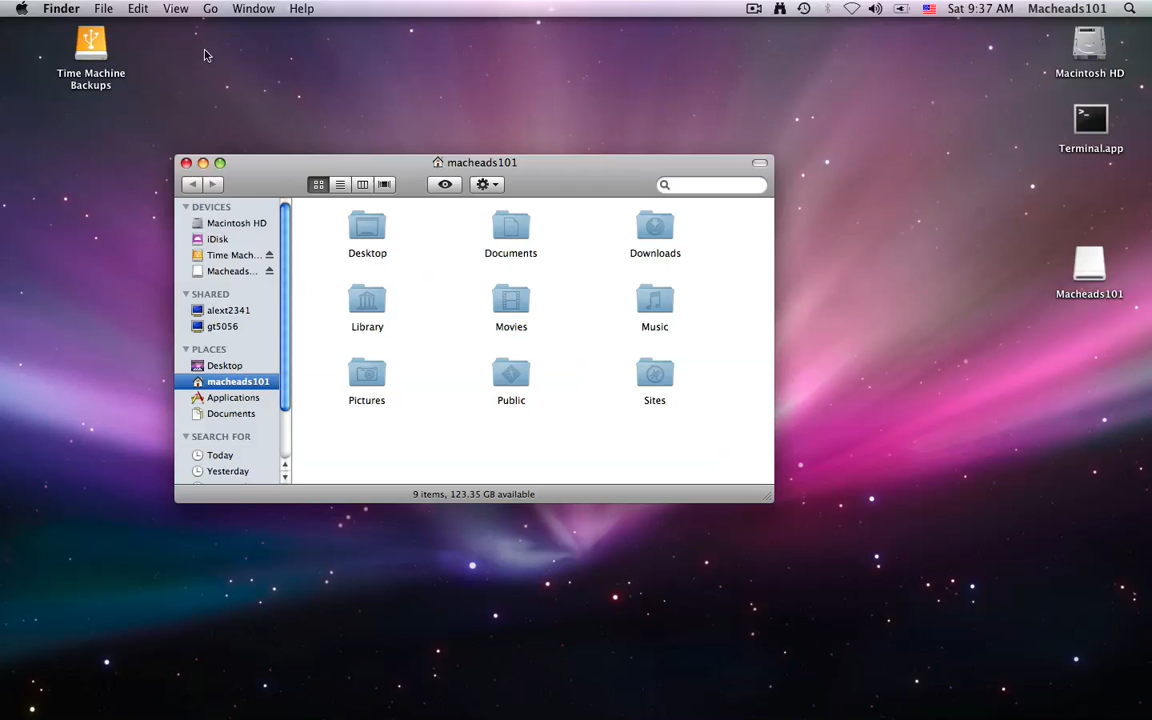 Finder File Edit View Go Window Help Sat 9:37 AM Macheads101
Time Machine
Backups
Macintosh HD
Terminal.app
Macheads101
macheads101
DEVICES
Macintosh HD
iDisk
Time Mach...
Macheads...
SHARED
alext2341
gt5056
PLACES
Desktop
macheads101
Applications
Documents
SEARCH FOR
Today
Yesterday
Desktop Documents Downloads
Library Movies Music
Pictures Public Sites
9 items, 123.35 GB available